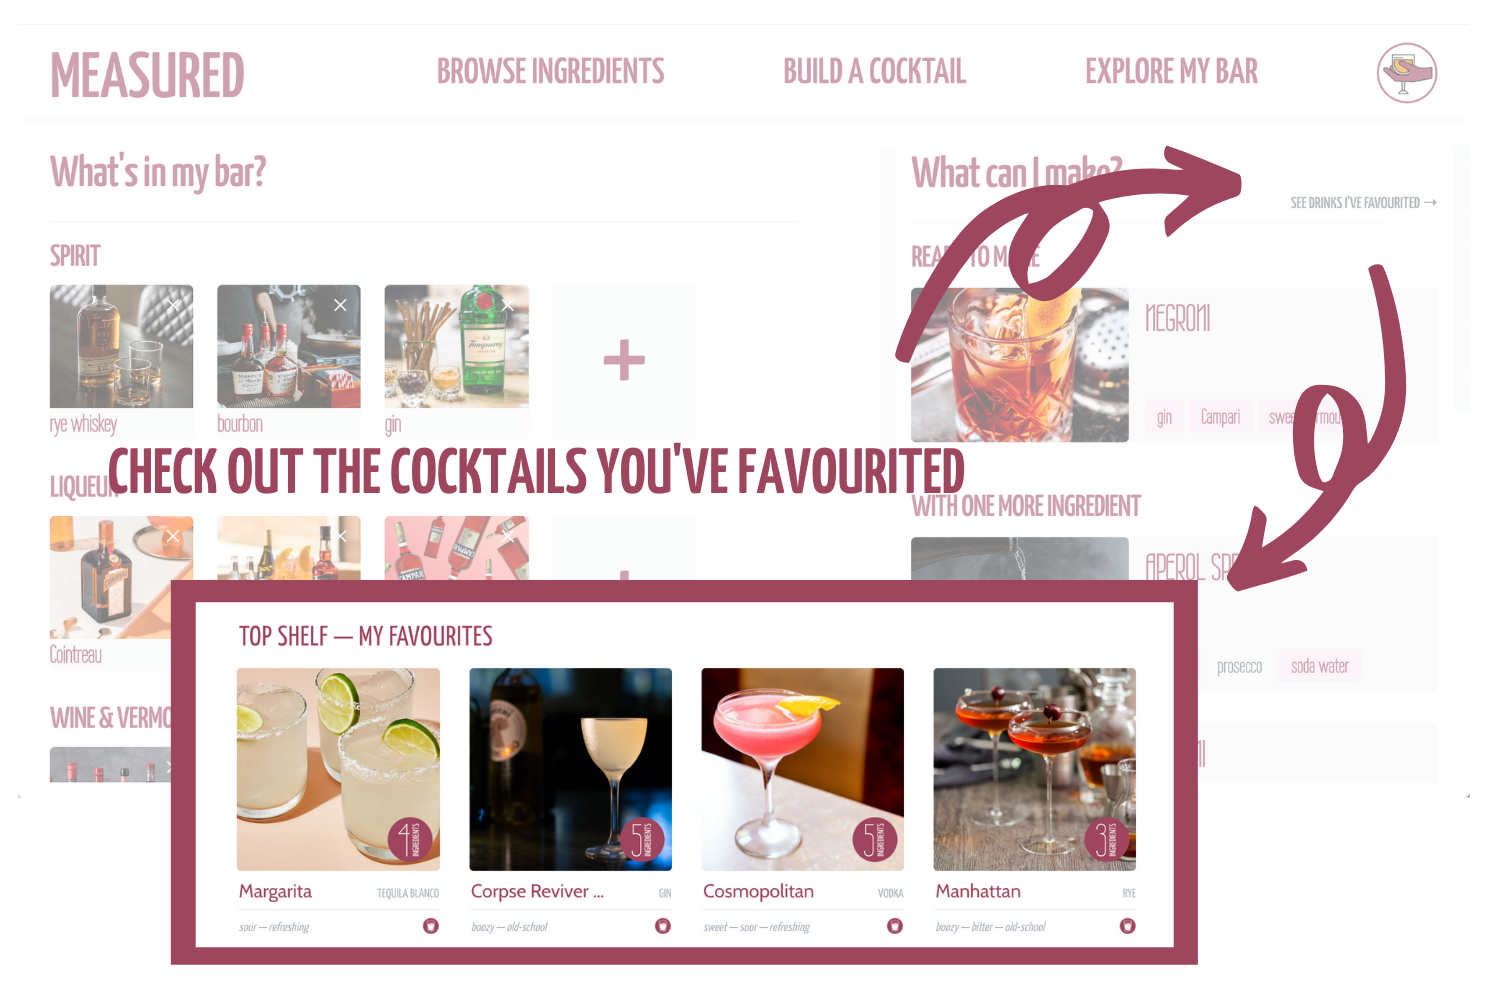 MEASURED
BROWSE INGREDIENTS
BUILD A COCKTAIL
EXPLORE MY BAR
What's in my bar?
SPIRIT
rye whiskey
bourbon
gin
What can I make?
SEE DRINKS I'VE FAVOURITED →
READY TO MAKE
NEGRONI
gin
Campari
CHECK OUT THE COCKTAILS YOU'VE FAVOURITED
LIQUEUR
Cointreau
WINE & VERMO
WITH ONE MORE INGREDIENT
APEROL
prosecco
soda water
TOP SHELF — MY FAVOURITES
4 INGREDIENTS
Margarita
TEQUILA BLANCO
sour — refreshing
5 INGREDIENTS
Corpse Reviver ...
GIN
boozy — old-school
5 INGREDIENTS
Cosmopolitan
VODKA
sweet — sour — refreshing
3 INGREDIENTS
Manhattan
RYE
boozy — bitter — old-school